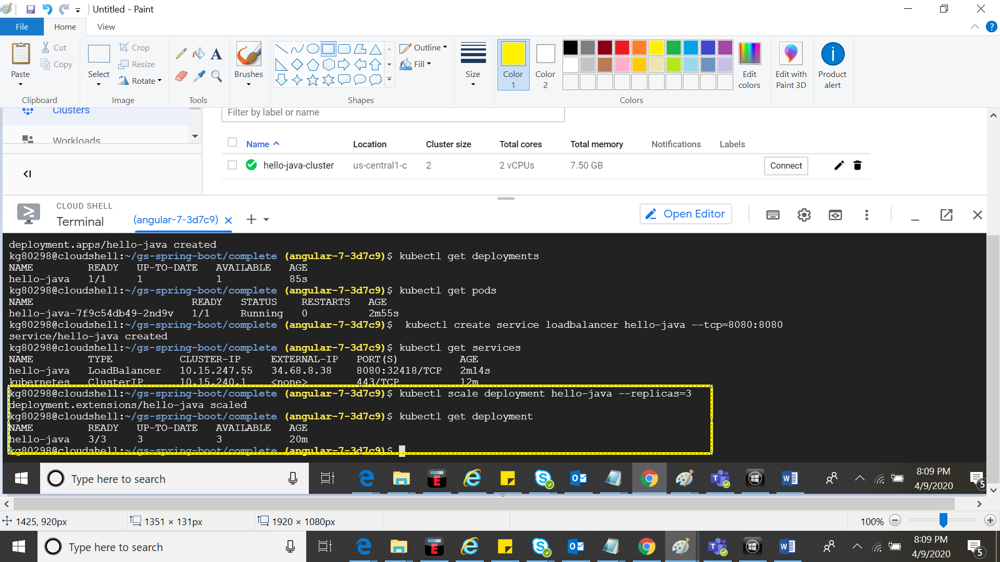 Untitled - Paint
File Home View
Paste
Cut
Copy
Clipboard
Select
Crop
Resize
Rotate
Image
Tools
Brushes
Shapes
Outline
Fill
Size
Color 1
Color 2
Colors
Edit colors
Edit with Paint 3D
Product alert
Clusters
Workloads
Filter by label or name
Name Location Cluster size Total cores Total memory Notifications Labels
hello-java-cluster us-central1-c 2 2 vCPUs 7.50 GB Connect
CLOUD SHELL
Terminal (angular-7-3d7c9) Open Editor
deployment.apps/hello-java created
kg80298@cloudshell:~/gs-spring-boot/complete (angular-7-3d7c9)$ kubectl get deployments
NAME READY UP-TO-DATE AVAILABLE AGE
hello-java 1/1 1 1 85s
kg80298@cloudshell:~/gs-spring-boot/complete (angular-7-3d7c9)$ kubectl get pods
NAME READY STATUS RESTARTS AGE
hello-java-7f9c54db49-2nd9v 1/1 Running 0 2m55s
kg80298@cloudshell:~/gs-spring-boot/complete (angular-7-3d7c9)$ kubectl create service loadbalancer hello-java --tcp=8080:8080
service/hello-java created
kg80298@cloudshell:~/gs-spring-boot/complete (angular-7-3d7c9)$ kubectl get services
NAME TYPE CLUSTER-IP EXTERNAL-IP PORT(S) AGE
hello-java LoadBalancer 10.15.247.55 34.68.8.38 8080:32418/TCP 2m14s
kubernetes ClusterIP 10.15.240.1 <none> 443/TCP 12m
kg80298@cloudshell:~/gs-spring-boot/complete (angular-7-3d7c9)$ kubectl scale deployment hello-java --replicas=3
deployment.extensions/hello-java scaled
kg80298@cloudshell:~/gs-spring-boot/complete (angular-7-3d7c9)$ kubectl get deployment
NAME READY UP-TO-DATE AVAILABLE AGE
hello-java 3/3 3 3 20m
kg80298@cloudshell:~/gs-spring-boot/complete (angular-7-3d7c9)$
Type here to search
8:09 PM
4/9/2020
5
1425, 920px 1351 × 131px 1920 × 1080px 100%
Type here to search
8:09 PM
4/9/2020
5